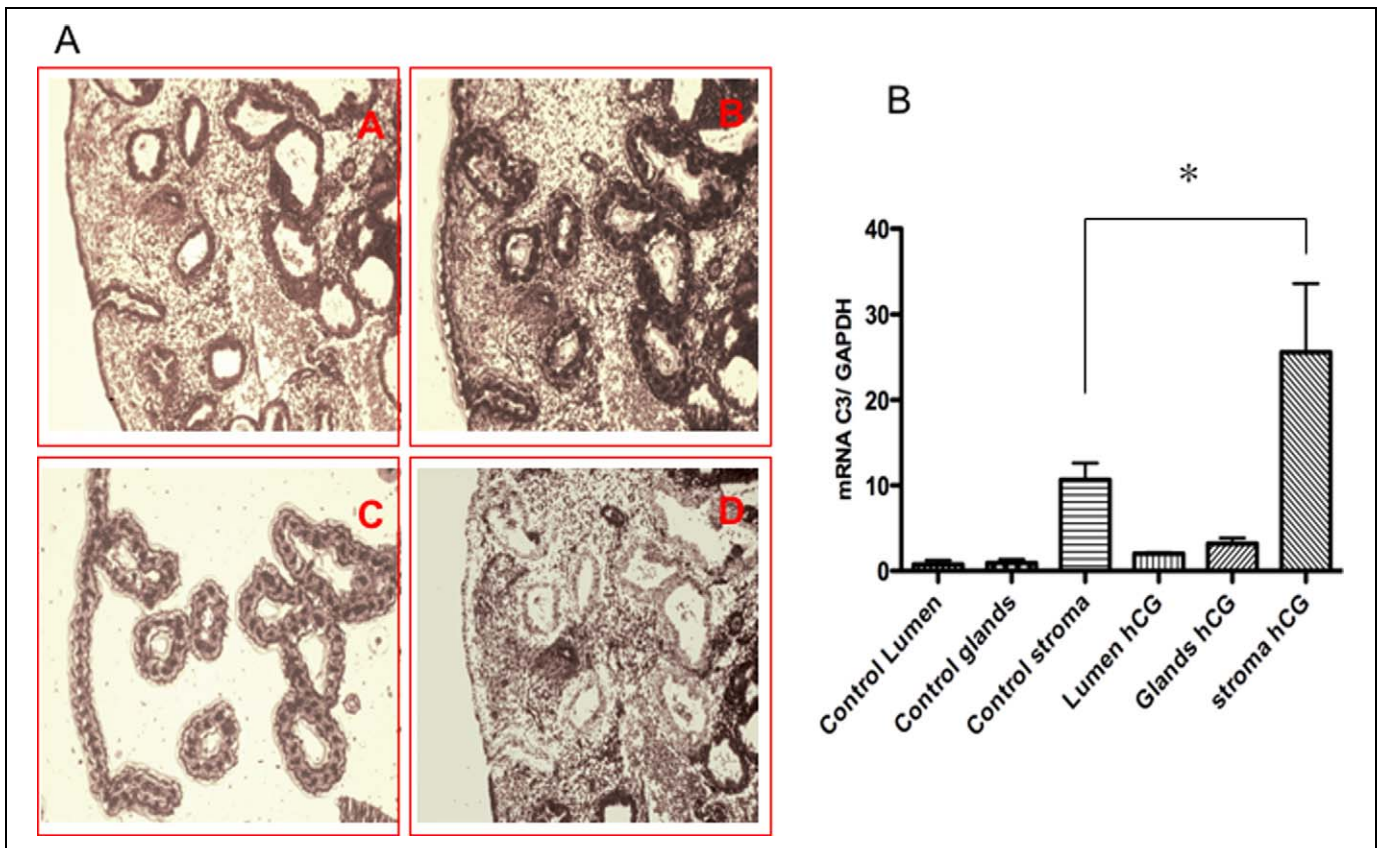 A
A
B
C
D
B
*
mRNA C3/ GAPDH
40
30
20
10
0
Control Lumen
Control glands
Control stroma
Lumen hCG
Glands hCG
stroma hCG